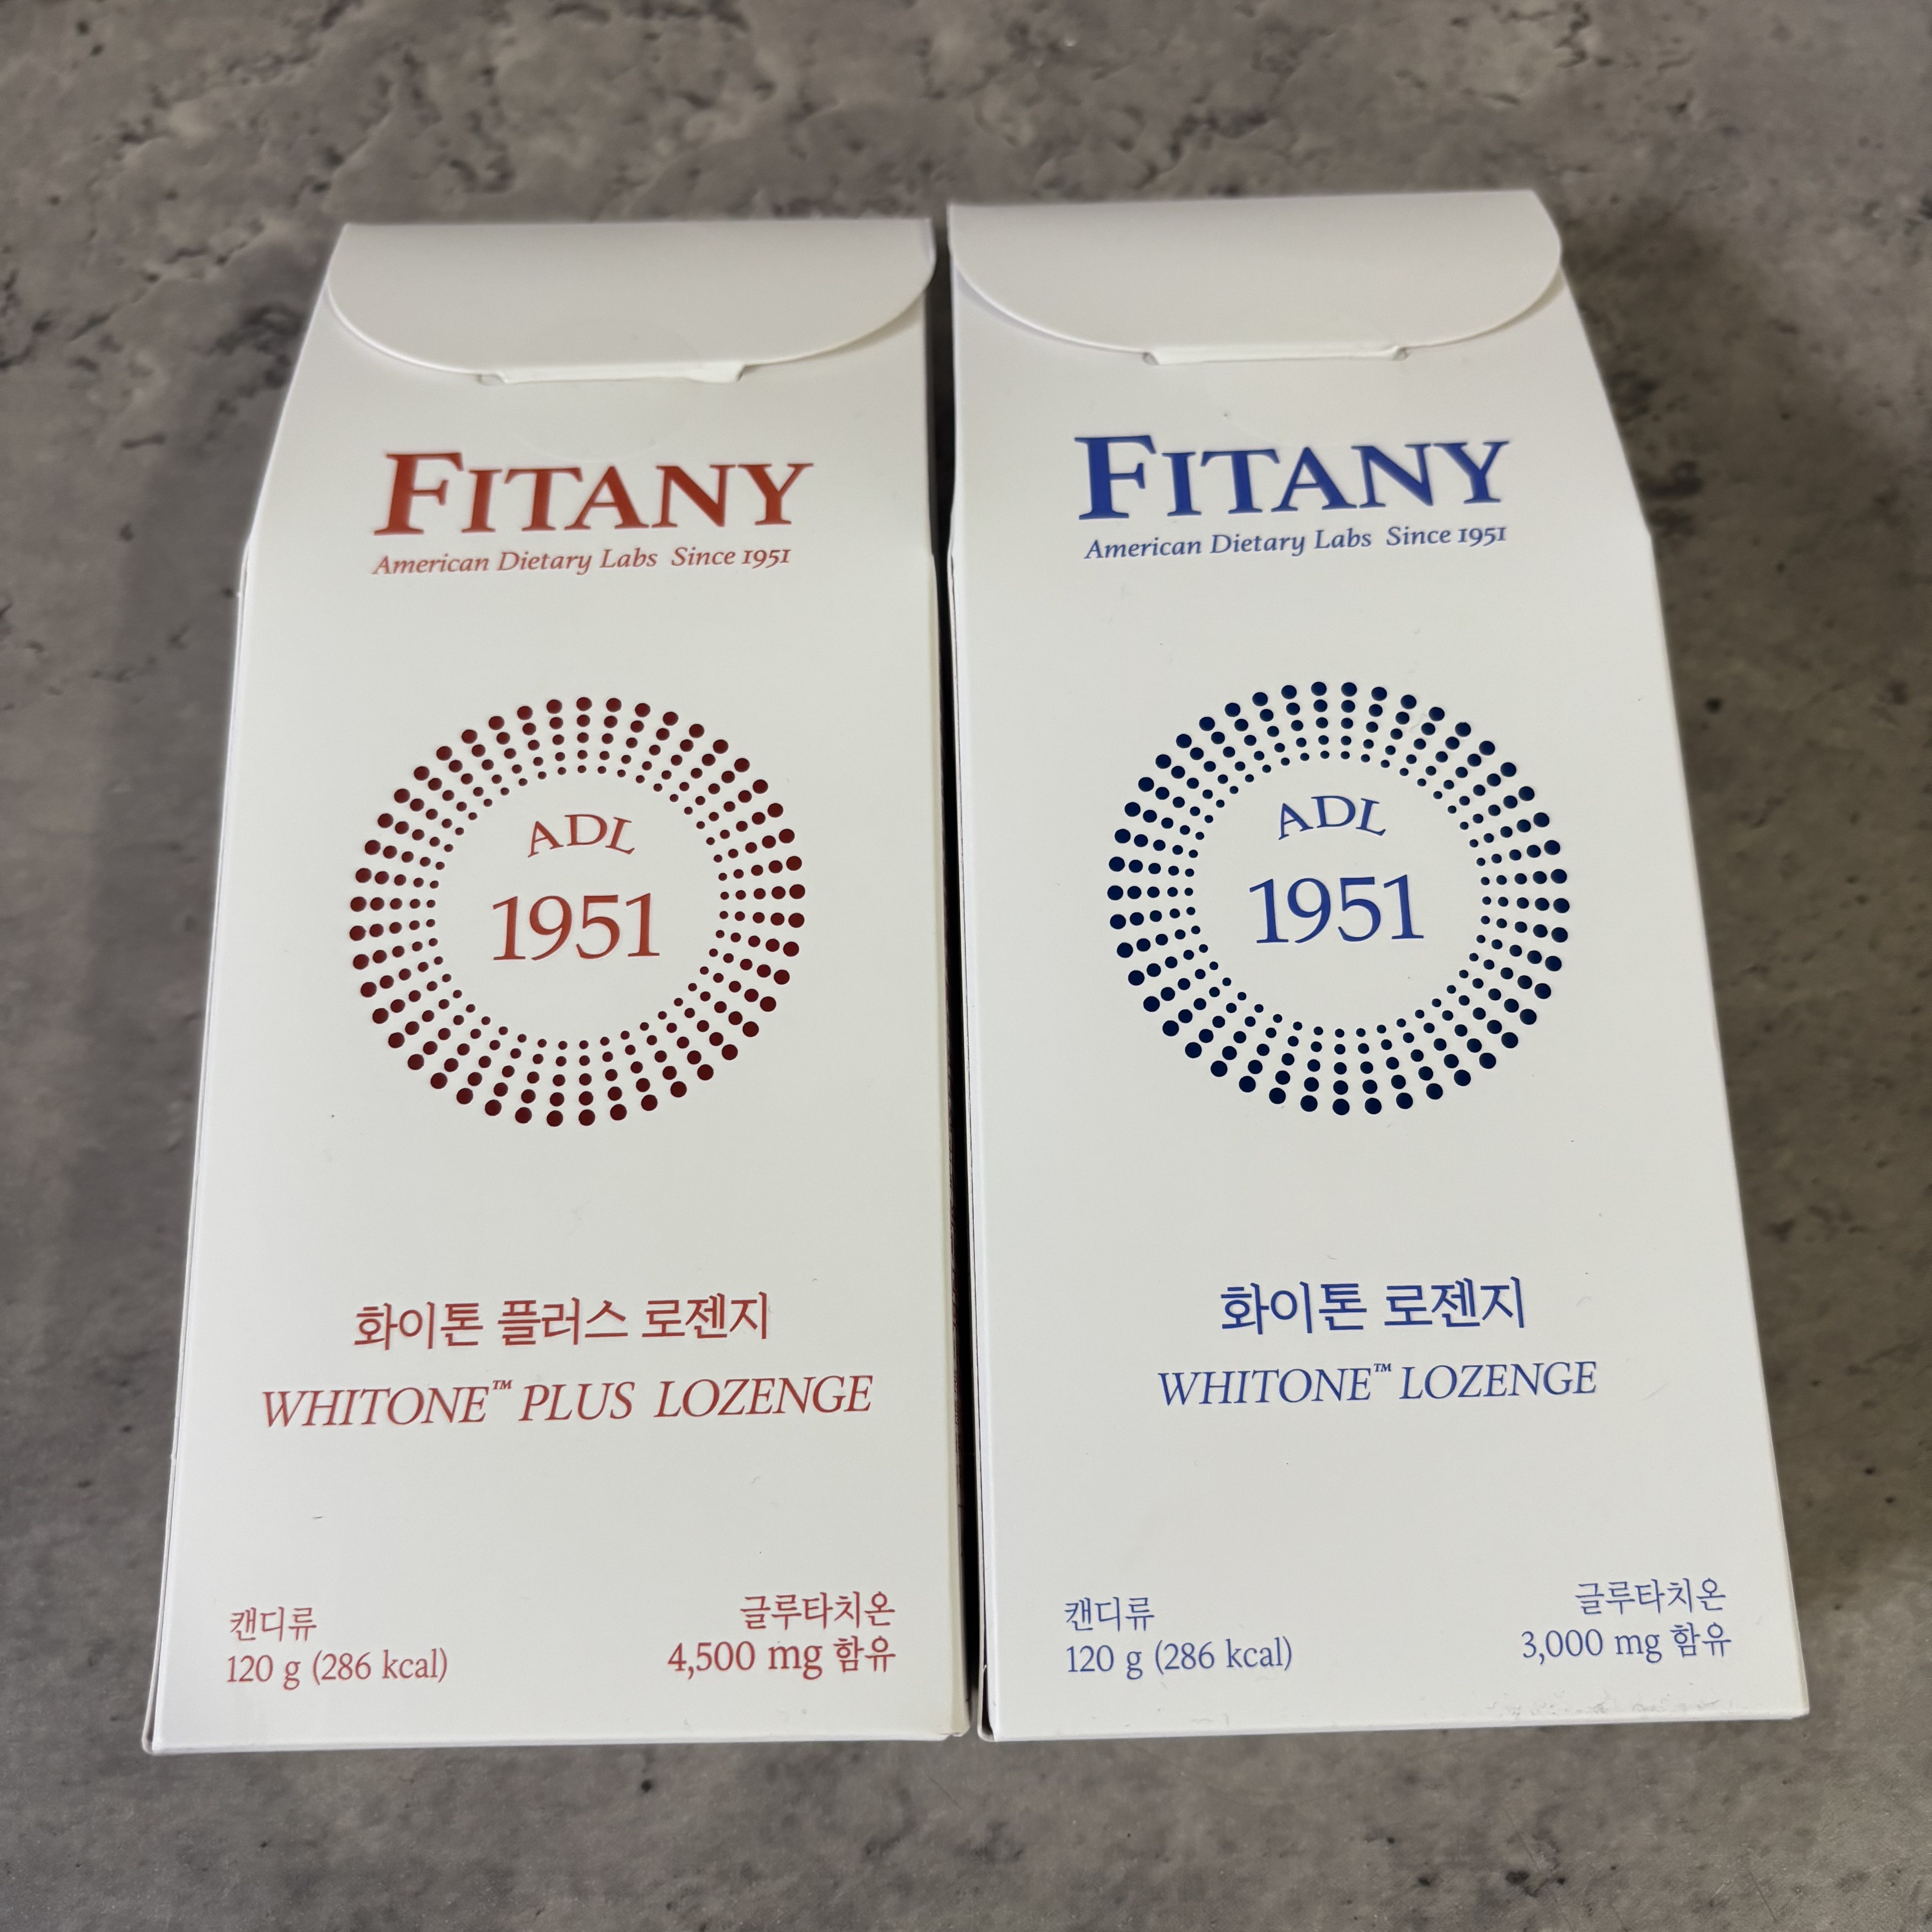 FITANY
American Dietary Labs Since 1951
ADL
1951
화이톤 플러스 로젠지
WHITONE™ PLUS LOZENGE
캔디류
120 g (286 kcal)
글루타치온
4,500 mg 함유
FITANY
American Dietary Labs Since 1951
ADL
1951
화이톤 로젠지
WHITONE™ LOZENGE
캔디류
120 g (286 kcal)
글루타치온
3,000 mg 함유